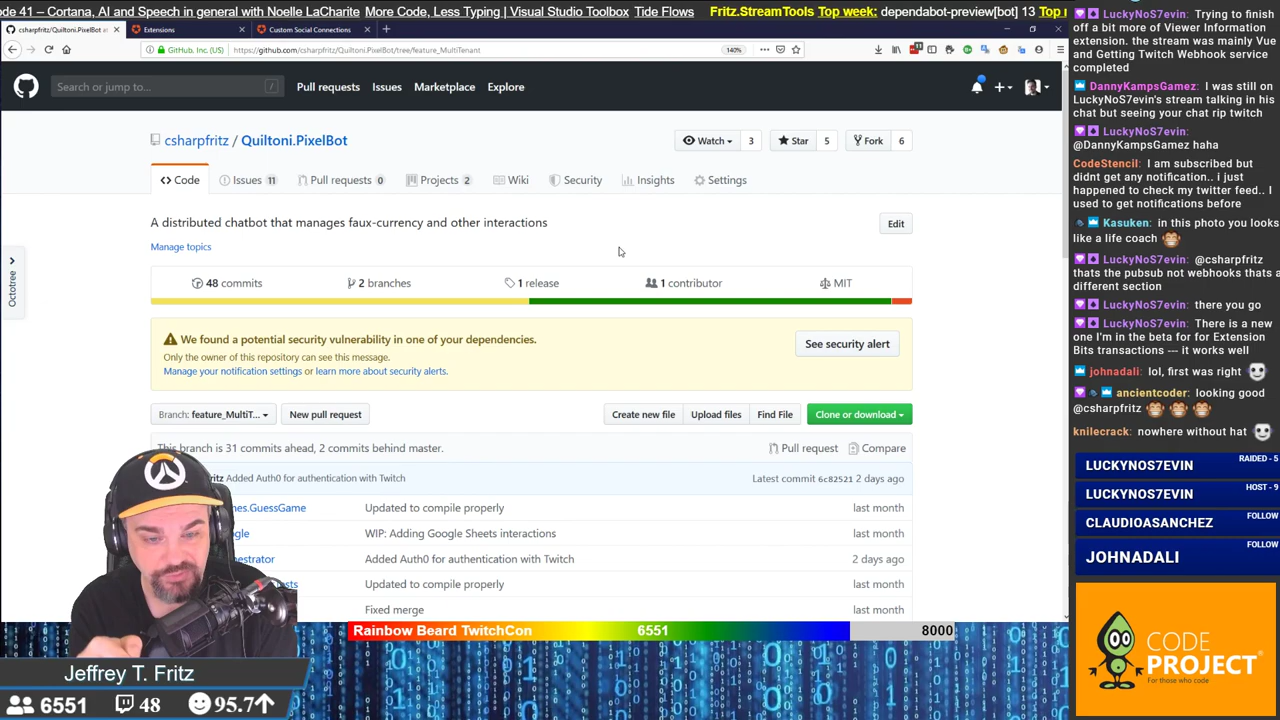 ode 41 – Cortana, AI and Speech in general with Noelle LaCharite More Code, Less Typing | Visual Studio Toolbox Tide Flows Fritz.StreamTools Top week: dependabot-preview[bot] 13 Top
csharpfritz/Quiltoni.PixelBot at
Extensions
Custom Social Connections
GitHub, Inc. (US)
https://github.com/csharpfritz/Quiltoni.PixelBot/tree/feature_MultiTenant
140%
Search or jump to...
/
Pull requests Issues Marketplace Explore
csharpfritz / Quiltoni.PixelBot
Watch 3 Star 5 Fork 6
Code Issues 11 Pull requests 0 Projects 2 Wiki Security Insights Settings
A distributed chatbot that manages faux-currency and other interactions
Edit
Manage topics
Octotree
48 commits 2 branches 1 release 1 contributor MIT
We found a potential security vulnerability in one of your dependencies.
Only the owner of this repository can see this message.
Manage your notification settings or learn more about security alerts.
See security alert
Branch: feature_MultiT... New pull request Create new file Upload files Find File Clone or download
This branch is 31 commits ahead, 2 commits behind master. Pull request Compare
ritz Added Auth0 for authentication with Twitch Latest commit 6c82521 2 days ago
mes.GuessGame Updated to compile properly last month
gle WIP: Adding Google Sheets interactions last month
hestrator Added Auth0 for authentication with Twitch 2 days ago
sts Updated to compile properly last month
Fixed merge last month
Rainbow Beard TwitchCon 6551 8000
Jeffrey T. Fritz
6551 48 95.7
LuckyNoS7evin: Trying to finish
off a bit more of Viewer Information
extension. the stream was mainly Vue
and Getting Twitch Webhook service
completed
DannyKampsGamez: I was still on
LuckyNoS7evin's stream talking in his
chat but seeing your chat rip twitch
LuckyNoS7evin:
@DannyKampsGamez haha
CodeStencil: I am subscribed but
didnt get any notification.. i just
happened to check my twitter feed.. I
used to get notifications before
Kasuken: in this photo you looks
like a life coach
LuckyNoS7evin: @csharpfritz
thats the pubsub not webhooks thats a
different section
LuckyNoS7evin: there you go
LuckyNoS7evin: There is a new
one I'm in the beta for for Extension
Bits transactions --- it works well
johnadali: lol, first was right
ancientcoder: looking good
@csharpfritz
knilecrack: nowhere without hat
RAIDED - 5
LUCKYNOS7EVIN
HOST - 9
LUCKYNOS7EVIN
FOLLOW
CLAUDIOASANCHEZ
FOLLOW
JOHNADALI
CODE
PROJECT
For those who code